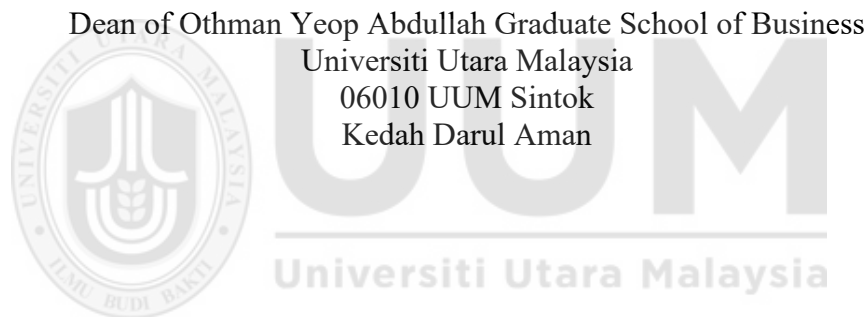 Dean of Othman Yeop Abdullah Graduate School of Business
Universiti Utara Malaysia
06010 UUM Sintok
Kedah Darul Aman
UUM
Universiti Utara Malaysia
UNIVERSITI UTARA MALAYSIA
ILMU BUDI BAKTI